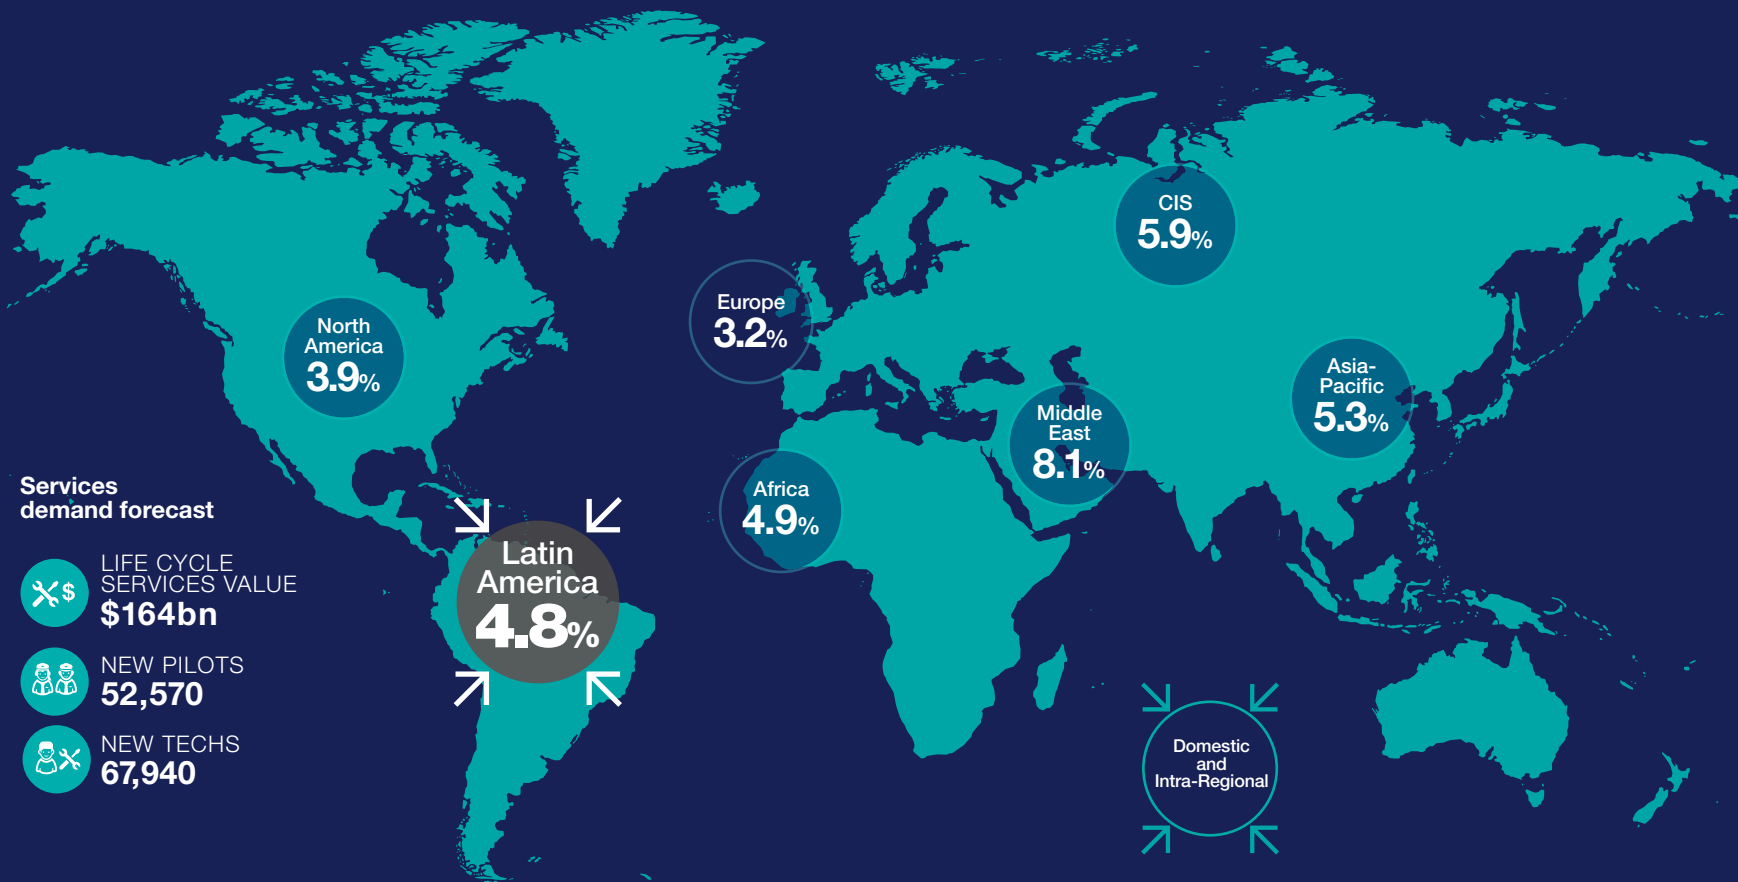 CIS
5.9%
Europe
3.2%
North
America
3.9%
Asia-
Pacific
5.3%
Middle
East
8.1%
Africa
4.9%
Latin
America
4.8%
Services
demand forecast
$
LIFE CYCLE
SERVICES VALUE
$164bn
NEW PILOTS
52,570
NEW TECHS
67,940
Domestic
and
Intra-Regional